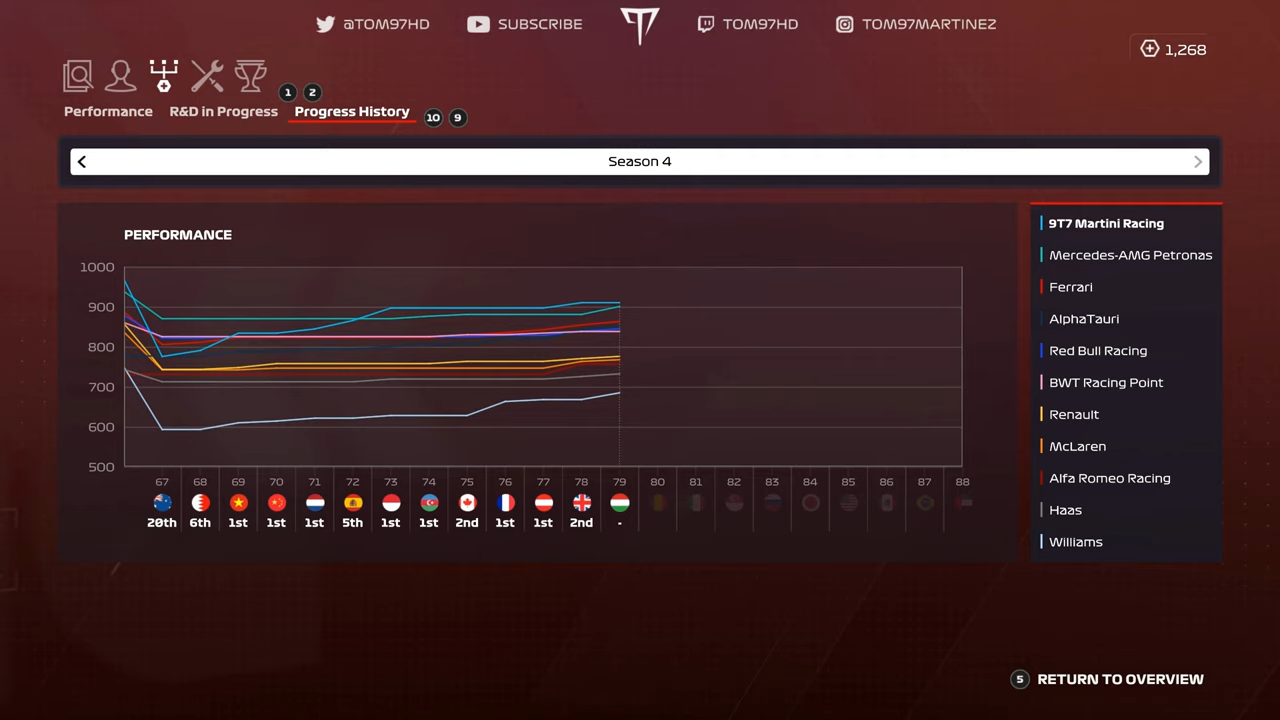 @TOM97HD SUBSCRIBE TOM97HD TOM97MARTINEZ
1,268
1 2
Performance R&D in Progress Progress History 10 9
Season 4
PERFORMANCE
1000
900
800
700
600
500
67 68 69 70 71 72 73 74 75 76 77 78 79 80 81 82 83 84 85 86 87 88
20th 6th 1st 1st 1st 5th 1st 1st 2nd 1st 1st 2nd -
9T7 Martini Racing
Mercedes-AMG Petronas
Ferrari
AlphaTauri
Red Bull Racing
BWT Racing Point
Renault
McLaren
Alfa Romeo Racing
Haas
Williams
5 RETURN TO OVERVIEW